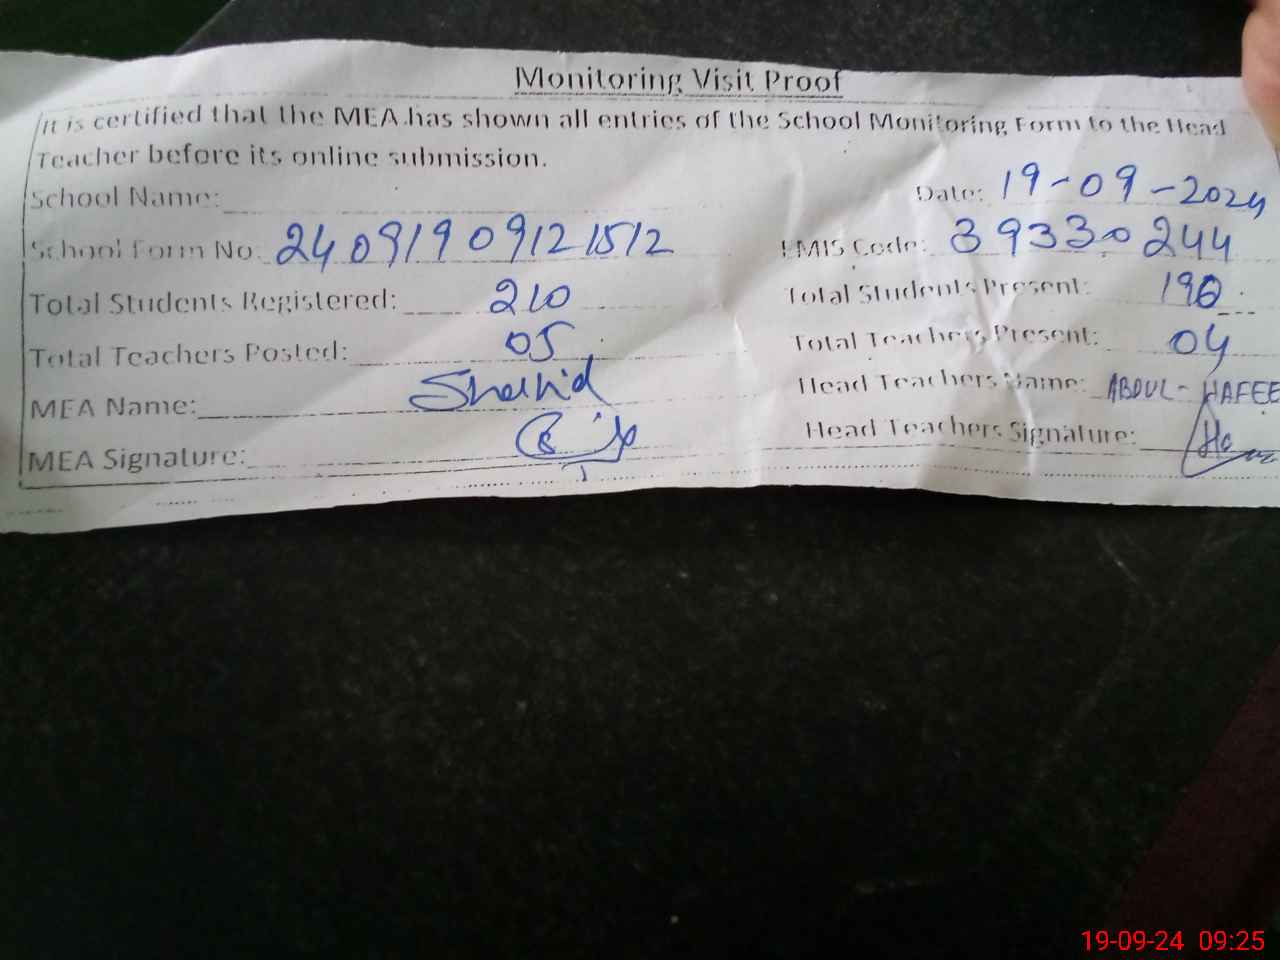 Monitoring Visit Proof
It is certified that the MEA has shown all entries of the School Monitoring Form to the Head
Teacher before its online submission.
School Name: Date: 19-09-2024
School Form No. 24091909121512 EMIS Code: 39330244
Total Students Registered: 210 Total Students Present: 190
Total Teachers Posted: 05 Total Teachers Present: 04
MEA Name: Shahid Head Teachers Name: ABDUL-HAFEE
MEA Signature: Head Teachers Signature:
19-09-24 09:25